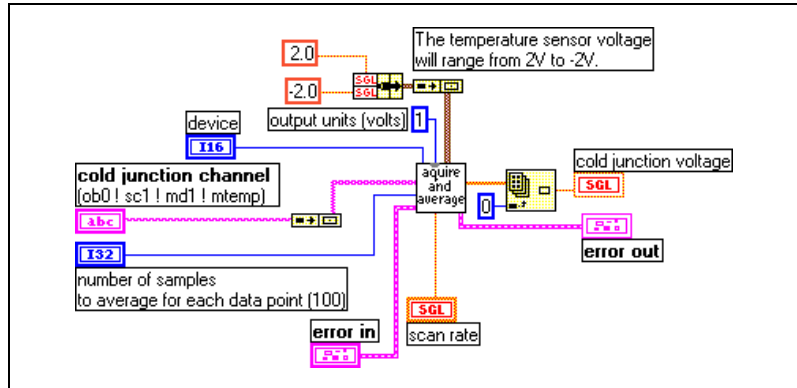 2.0
-2.0
SGL
SGL
The temperature sensor voltage
will range from 2V to -2V.
device
I16
output units (volts)
1
cold junction channel
(ob0 ! sc1 ! md1 ! mtemp)
abc
aquire
and
average
0
cold junction voltage
SGL
error out
I32
number of samples
to average for each data point (100)
error in
SGL
scan rate